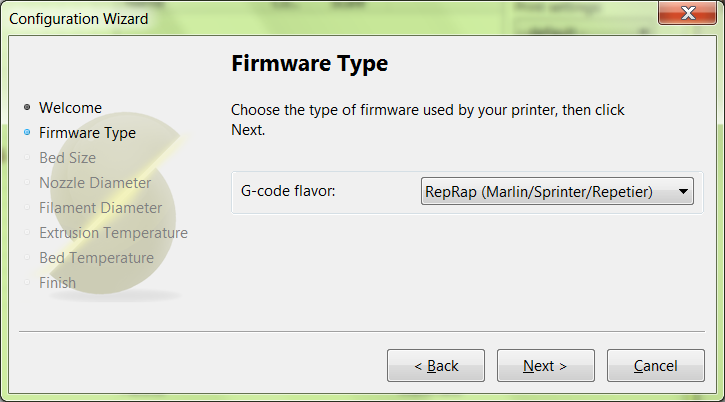 Configuration Wizard
Firmware Type
Welcome
Firmware Type
Bed Size
Nozzle Diameter
Filament Diameter
Extrusion Temperature
Bed Temperature
Finish
Choose the type of firmware used by your printer, then click
Next.
G-code flavor: RepRap (Marlin/Sprinter/Repetier)
< Back Next > Cancel